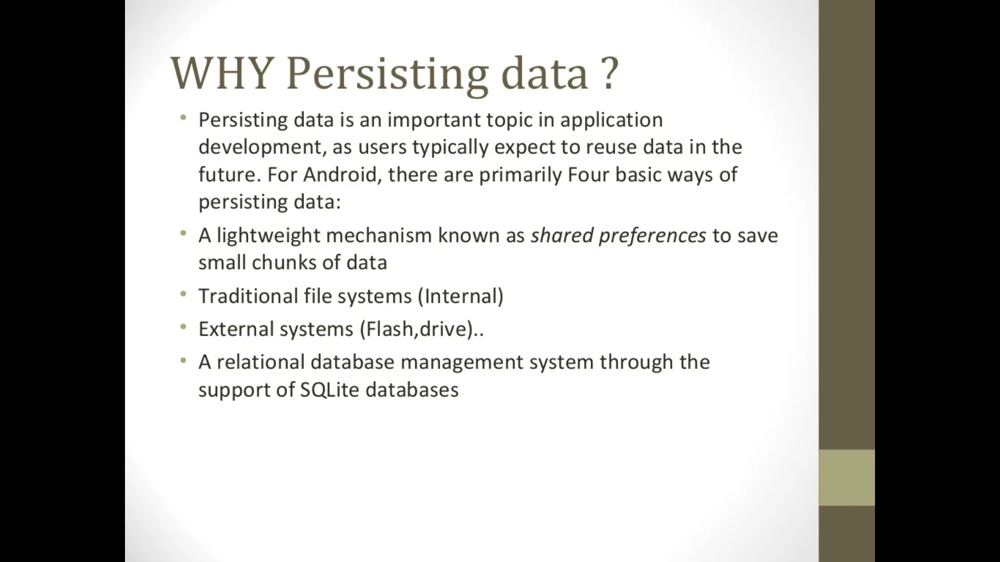 WHY Persisting data ?
• Persisting data is an important topic in application
development, as users typically expect to reuse data in the
future. For Android, there are primarily Four basic ways of
persisting data:
• A lightweight mechanism known as shared preferences to save
small chunks of data
• Traditional file systems (Internal)
• External systems (Flash,drive)..
• A relational database management system through the
support of SQLite databases